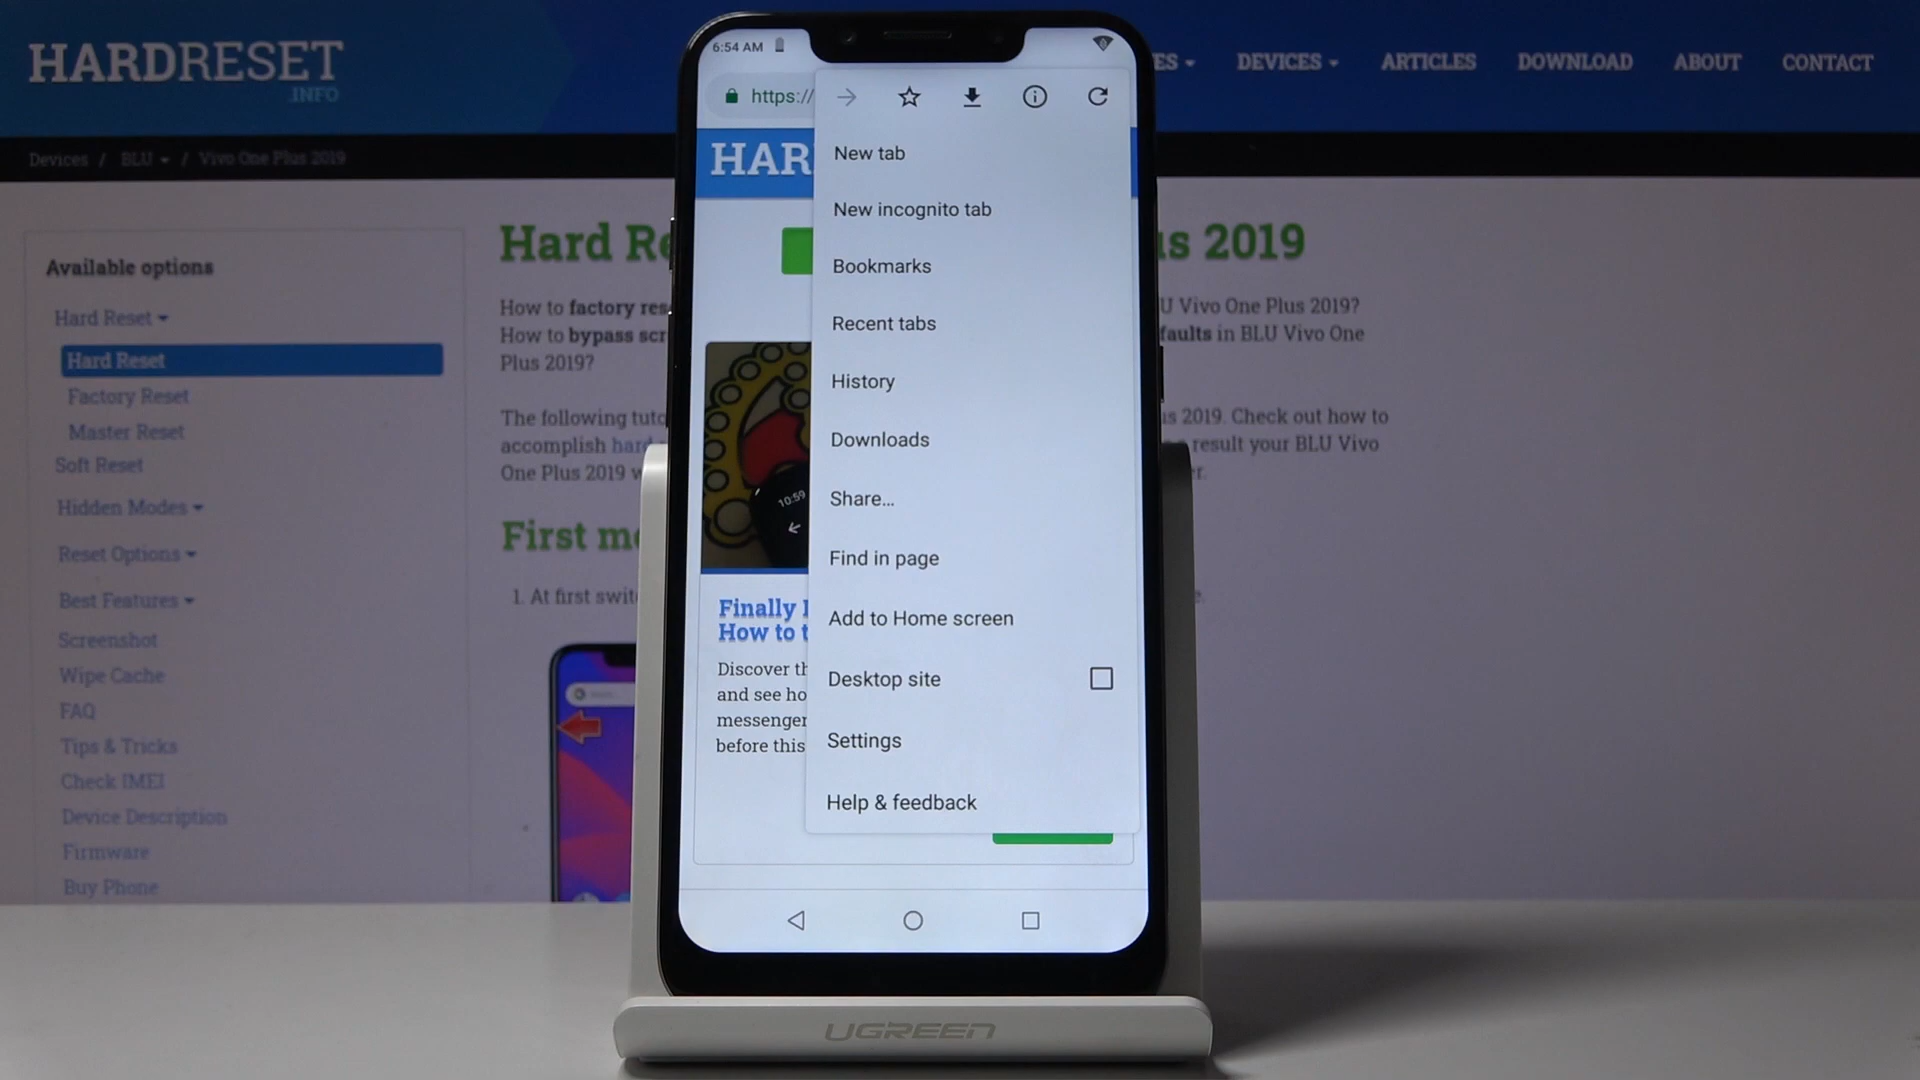 HARDRESET
.INFO
ES
DEVICES
ARTICLES
DOWNLOAD
ABOUT
CONTACT
Devices / BLU / Vivo One Plus 2019
Available options
Hard Reset
Hard Reset
Factory Reset
Master Reset
Soft Reset
Hidden Modes
Reset Options
Best Features
Screenshot
Wipe Cache
FAQ
Tips & Tricks
Check IMEI
Device Description
Firmware
Buy Phone
Hard Re
s 2019
How to factory res
U Vivo One Plus 2019?
How to bypass scr
faults in BLU Vivo One
Plus 2019?
The following tuto
us 2019. Check out how to
accomplish hard
result your BLU Vivo
One Plus 2019 w
r.
First me
1. At first swit
e.
6:54 AM
https://
HAR
10:59
Finally
How to t
Discover th
and see ho
messenger
before this
New tab
New incognito tab
Bookmarks
Recent tabs
History
Downloads
Share...
Find in page
Add to Home screen
Desktop site
Settings
Help & feedback
UGREEN